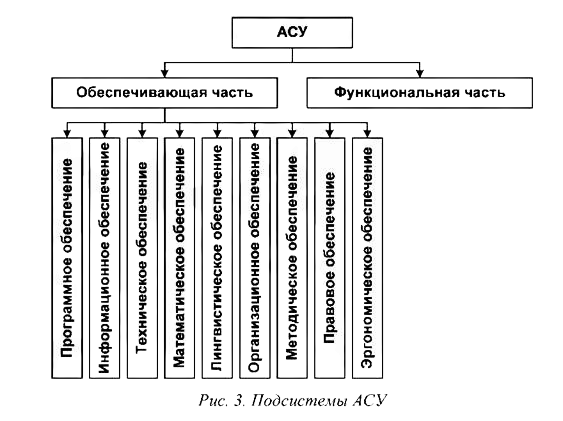 АСУ
Обеспечивающая часть
Функциональная часть
Программное обеспечение
Информационное обеспечение
Техническое обеспечение
Математическое обеспечение
Лингвистическое обеспечение
Организационное обеспечение
Методическое обеспечение
Правовое обеспечение
Эргономическое обеспечение
Рис. 3. Подсистемы АСУ